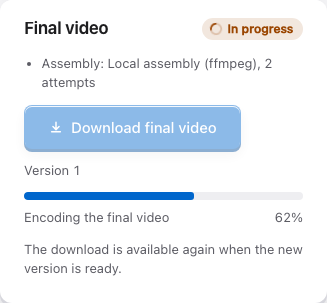 Final video
In progress
• Assembly: Local assembly (ffmpeg), 2
attempts
Download final video
Version 1
Encoding the final video
62%
The download is available again when the new
version is ready.